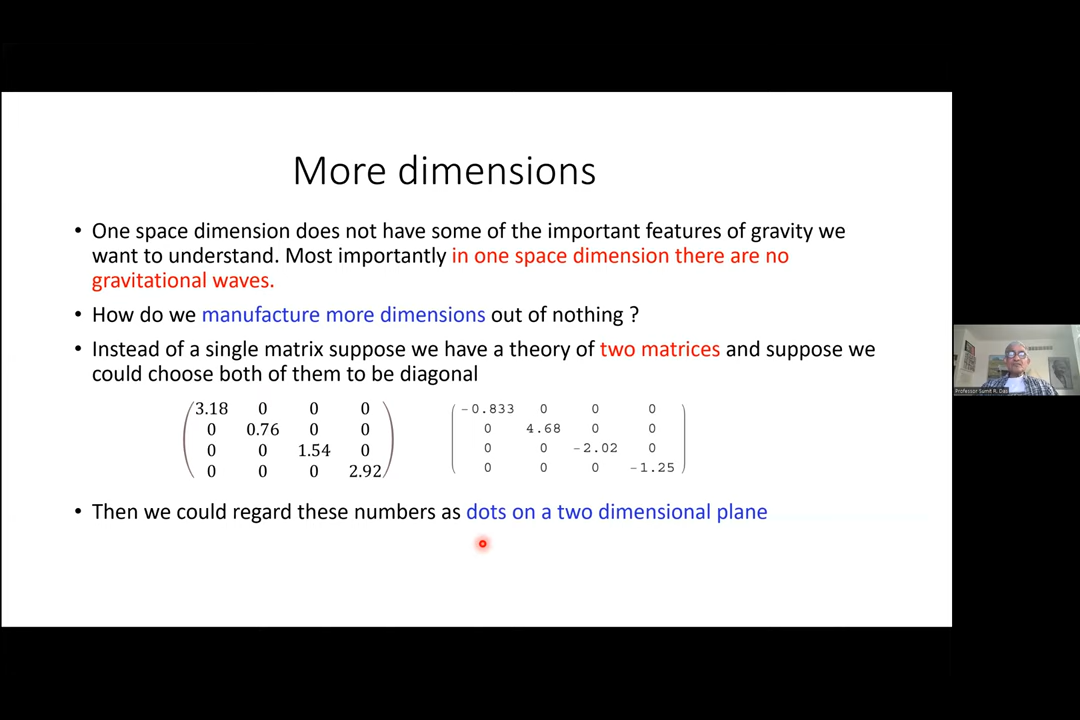 More dimensions
• One space dimension does not have some of the important features of gravity we
want to understand. Most importantly in one space dimension there are no
gravitational waves.
• How do we manufacture more dimensions out of nothing ?
• Instead of a single matrix suppose we have a theory of two matrices and suppose we
could choose both of them to be diagonal
3.18 0 0 0
0 0.76 0 0
0 0 1.54 0
0 0 0 2.92
-0.833 0 0 0
0 4.68 0 0
0 0 -2.02 0
0 0 0 -1.25
• Then we could regard these numbers as dots on a two dimensional plane
Professor Sumit R. Das